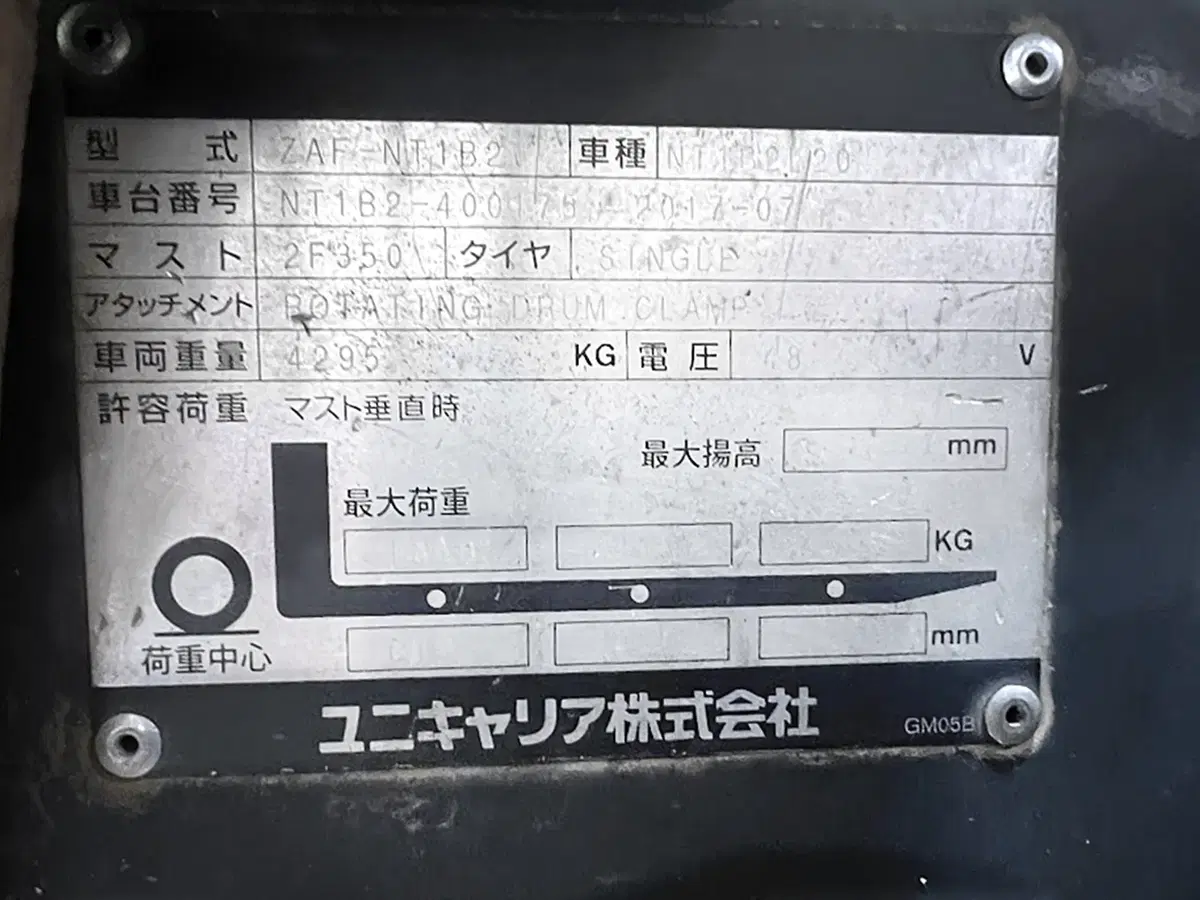 型式 ZAF-NT1B2 車種 NT1B2L20
車台番号 NT1B2-400175 -2017-07
マスト 2F350 タイヤ SINGLE
アタッチメント ROTATING DRUM CLAMP
車両重量 4295 KG 電圧 48 V
許容荷重 マスト垂直時
最大揚高 mm
最大荷重
KG
mm
荷重中心
ユニキャリア株式会社
GM05B